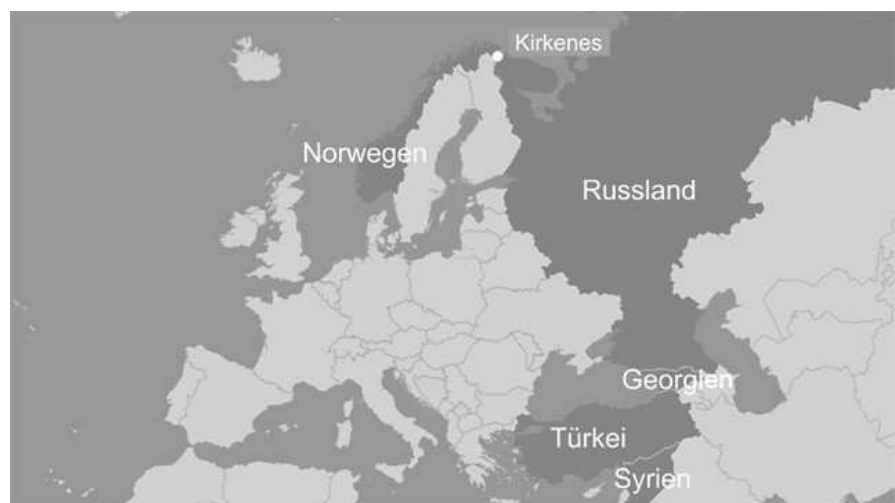 Kirkenes
Norwegen
Russland
Georgien
Türkei
Syrien